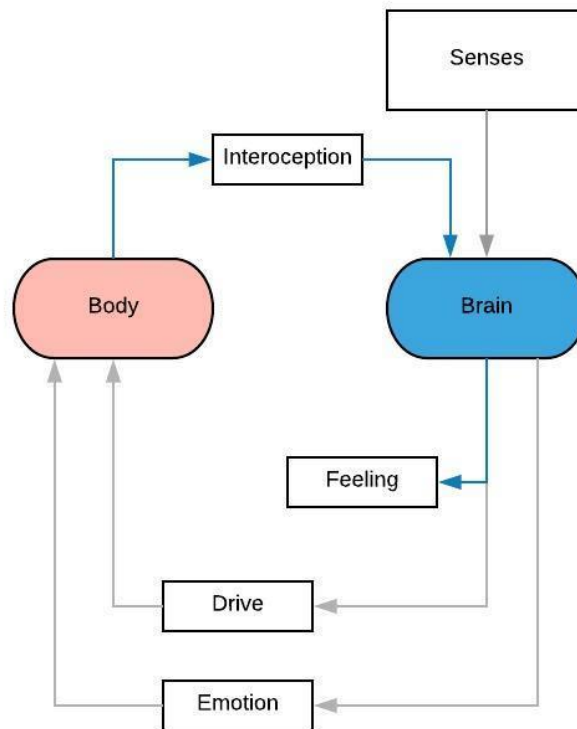 Senses
Interoception
Body
Brain
Feeling
Drive
Emotion